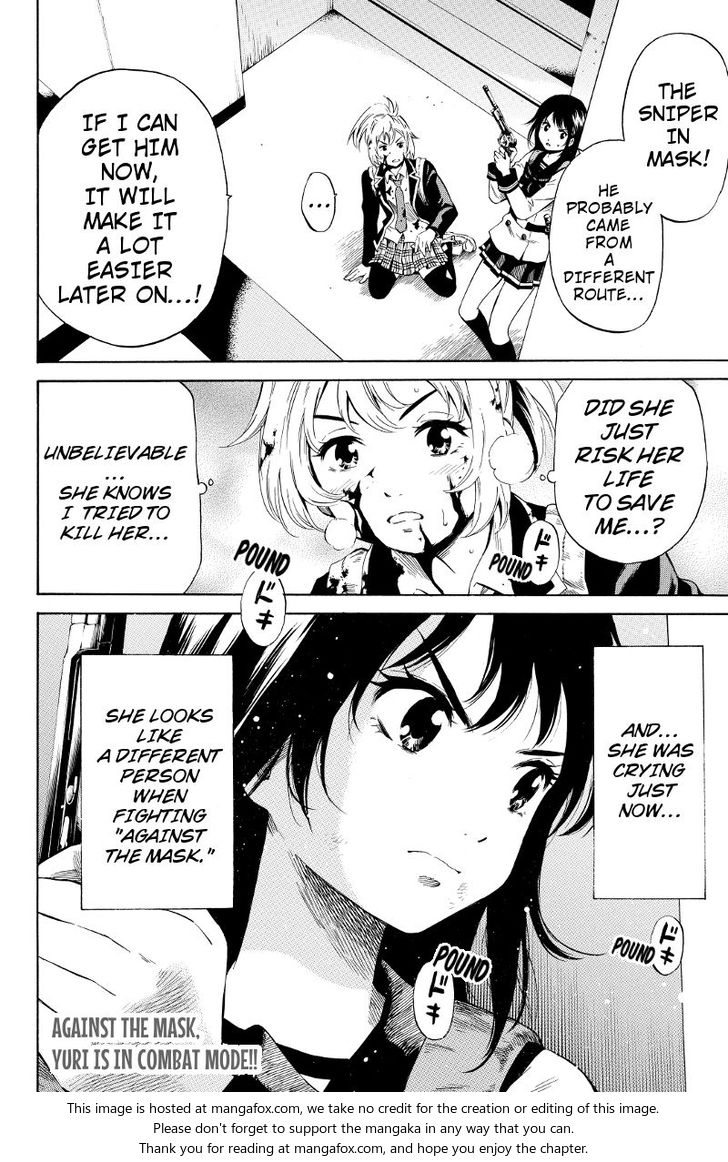 THE
SNIPER
IN
MASK!
HE
PROBABLY
CAME
FROM
A
DIFFERENT
ROUTE...
...
IF I CAN
GET HIM
NOW,
IT WILL
MAKE IT
A LOT
EASIER
LATER ON...!
DID SHE
JUST
RISK HER
LIFE
TO SAVE
ME...?
UNBELIEVABLE
...
SHE KNOWS
I TRIED TO
KILL HER...
POUND
ドキ
POUND
ドキ
AND...
SHE WAS
CRYING
JUST
NOW...
SHE LOOKS
LIKE
A DIFFERENT
PERSON
WHEN
FIGHTING
"AGAINST
THE MASK."
POUND
ドキ
POUND
ドキ
AGAINST THE MASK,
YURI IS IN COMBAT MODE!!
This image is hosted at mangafox.com, we take no credit for the creation or editing of this image.
Please don't forget to support the mangaka in any way that you can.
Thank you for reading at mangafox.com, and hope you enjoy the chapter.